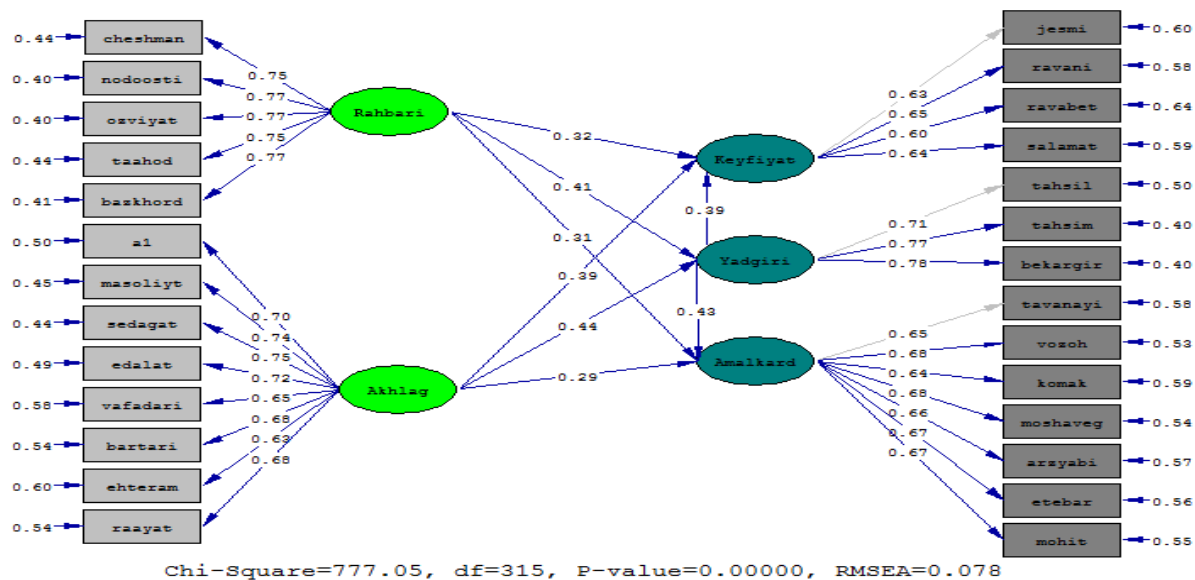 0.44 cheshman
0.40 nodoosti
0.40 ozviyat
0.44 taahod
0.41 bazkhord
0.50 a1
0.45 masoliyt
0.44 sedagat
0.49 edalat
0.58 vafadari
0.54 bartari
0.60 ehteram
0.54 raayat
0.75
0.77
0.77
0.75
0.77
Rahbari
0.70
0.74
0.75
0.72
0.65
0.68
0.63
0.68
Akhlag
0.32
0.41
0.31
0.39
0.44
0.29
Keyfiyat
0.39
Yadgiri
0.43
Amalkard
0.63
0.65
0.60
0.64
0.71
0.77
0.78
0.65
0.68
0.64
0.68
0.66
0.67
0.67
jesmi 0.60
ravani 0.58
ravabet 0.64
salamat 0.59
tahsil 0.50
tahsim 0.40
bekargir 0.40
tavanayi 0.58
vozoh 0.53
komak 0.59
moshaveg 0.54
arzyabi 0.57
etebar 0.56
mohit 0.55
Chi-Square=777.05, df=315, P-value=0.00000, RMSEA=0.078